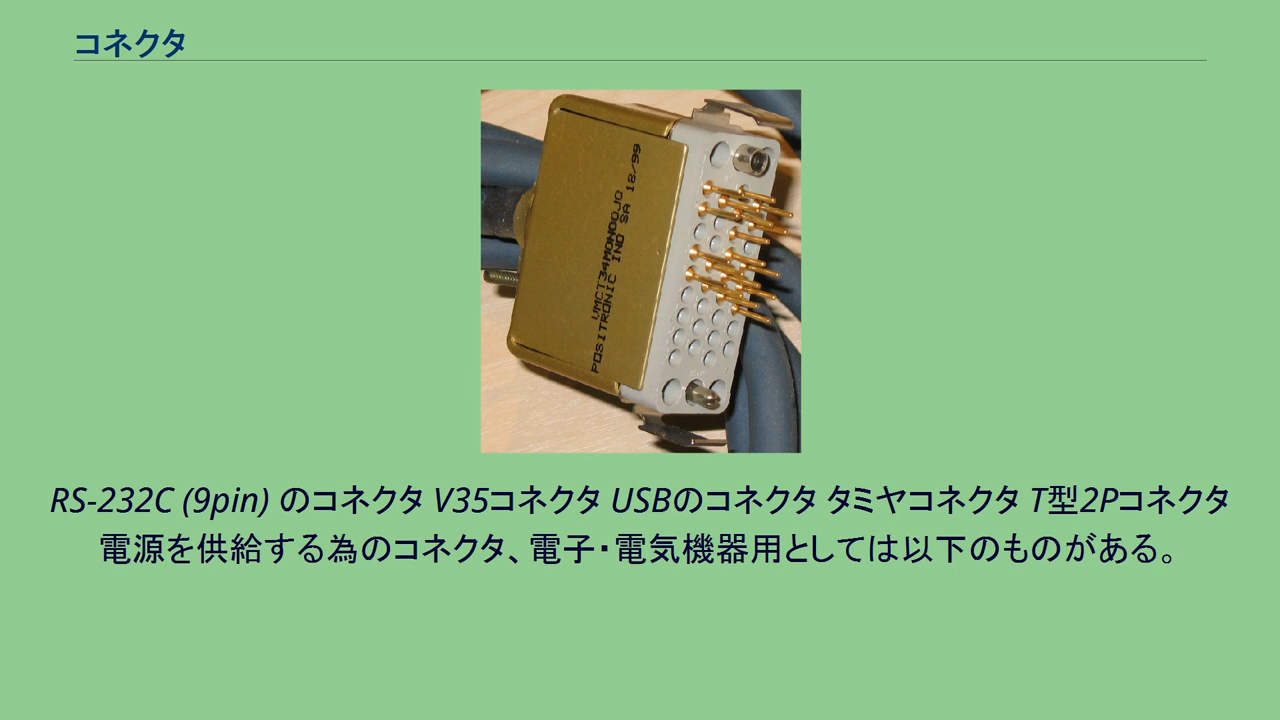 コネクタ
VMCT34MON0DJ0
POSITRONIC IND SA 18/99
RS-232C (9pin) のコネクタ V35コネクタ USBのコネクタ タミヤコネクタ T型2Pコネクタ
電源を供給する為のコネクタ、電子・電気機器用としては以下のものがある。